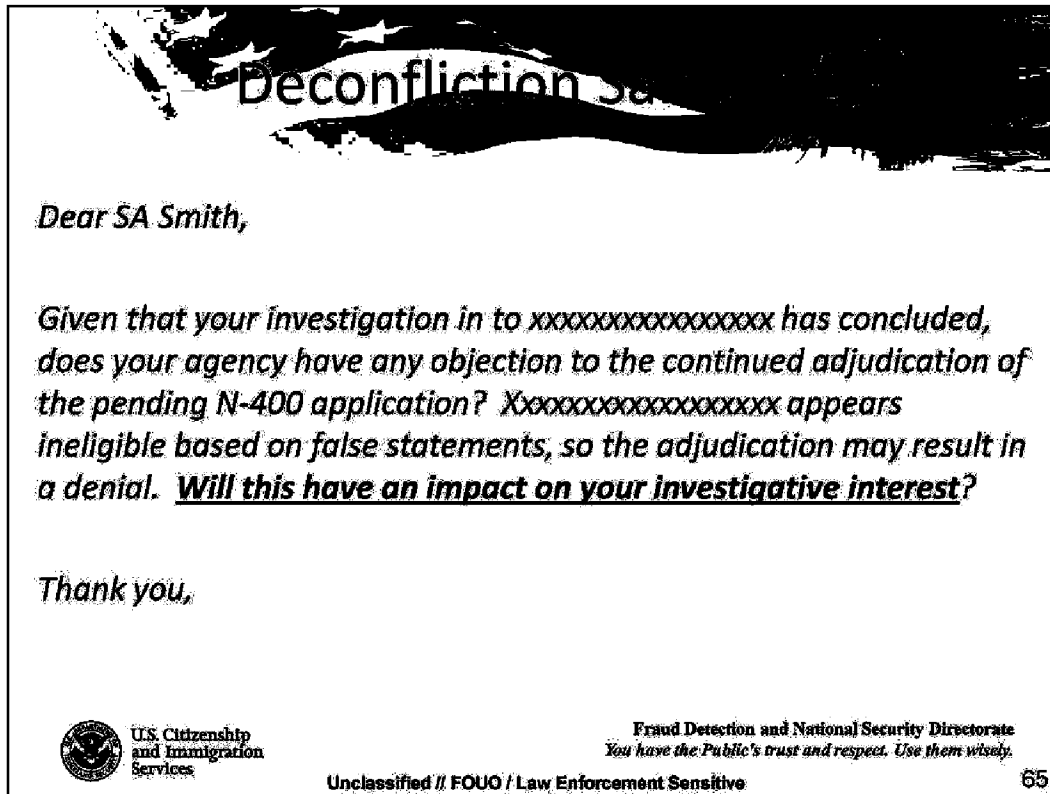 Deconfliction Sa
Dear SA Smith,
Given that your investigation in to xxxxxxxxxxxxxxxx has concluded,
does your agency have any objection to the continued adjudication of
the pending N-400 application? Xxxxxxxxxxxxxxxxxx appears
ineligible based on false statements, so the adjudication may result in
a denial. Will this have an impact on your investigative interest?
Thank you,
U.S. Citizenship
and Immigration
Services
Fraud Detection and National Security Directorate
You have the Public's trust and respect. Use them wisely.
Unclassified // FOUO / Law Enforcement Sensitive
65